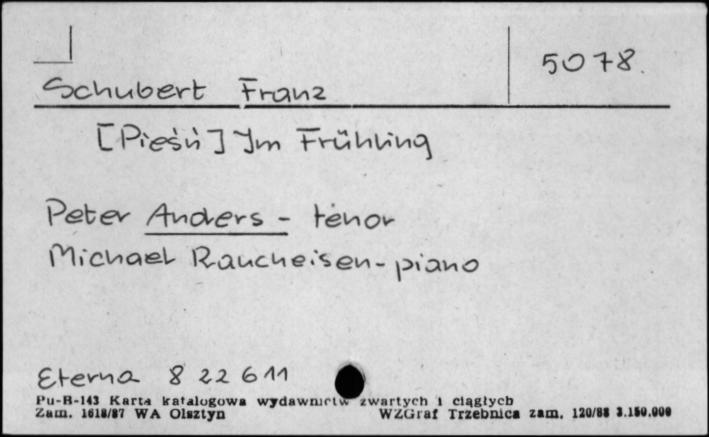 5078.
Schubert Franz
[Pieśń] Im Frühling
Peter Anders - tenor
Michael Raucheisen - piano
Eterna 8 22 611
Pu-B-143 Karta katalogowa wydawnictw zwartych i ciągłych
Zam. 1618/87 WA Olsztyn WZGraf Trzebnica zam. 120/88 3.150.000